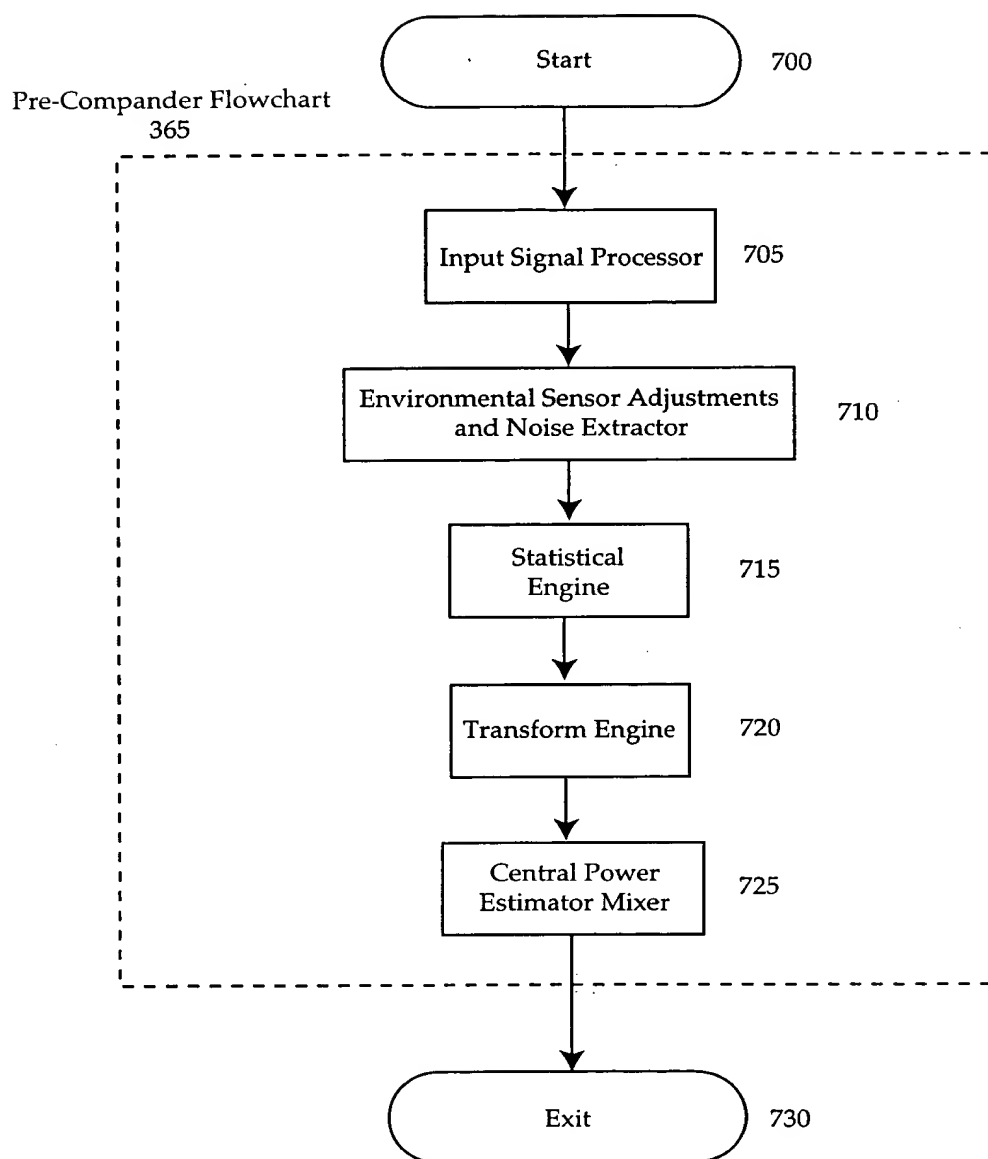 Start
700
Pre-Compander Flowchart
365
Input Signal Processor
705
Environmental Sensor Adjustments
and Noise Extractor
710
Statistical
Engine
715
Transform Engine
720
Central Power
Estimator Mixer
725
Exit
730